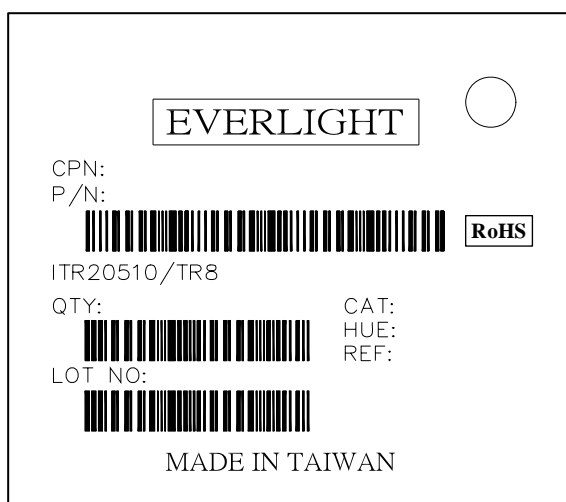 EVERLIGHT
CPN:
P/N:
RoHS
ITR20510/TR8
QTY:
CAT:
HUE:
REF:
LOT NO:
MADE IN TAIWAN